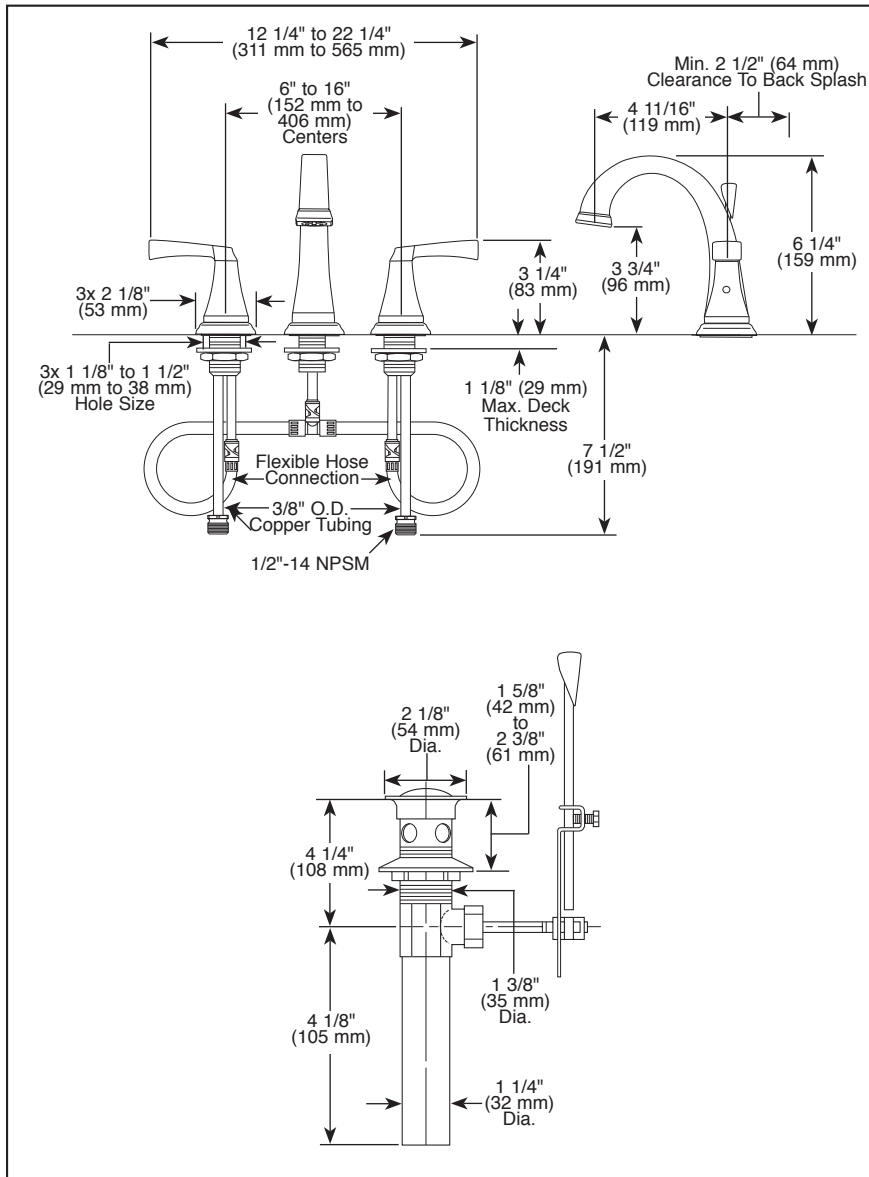 12 1/4" to 22 1/4"
(311 mm to 565 mm)
6" to 16"
(152 mm to
406 mm)
Centers
Min. 2 1/2" (64 mm)
Clearance To Back Splash
4 11/16"
(119 mm)
3x 2 1/8"
(53 mm)
3 1/4"
(83 mm)
3 3/4"
(96 mm)
6 1/4"
(159 mm)
3x 1 1/8" to 1 1/2"
(29 mm to 38 mm)
Hole Size
1 1/8" (29 mm)
Max. Deck
Thickness
7 1/2"
(191 mm)
Flexible Hose
Connection
3/8" O.D.
Copper Tubing
1/2"-14 NPSM
2 1/8"
(54 mm)
Dia.
1 5/8"
(42 mm)
to
2 3/8"
(61 mm)
4 1/4"
(108 mm)
1 3/8"
(35 mm)
Dia.
4 1/8"
(105 mm)
1 1/4"
(32 mm)
Dia.